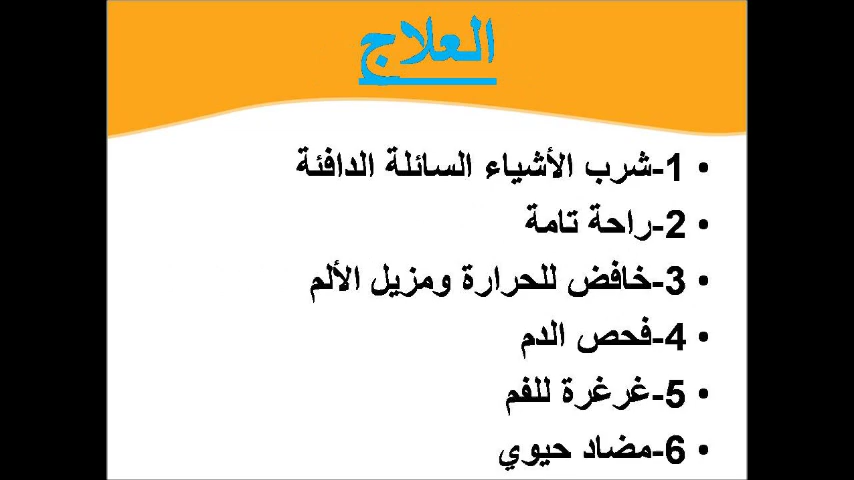 العلاج
• 1-شرب الأشياء السائلة الدافئة
• 2-راحة تامة
• 3-خافض للحرارة ومزيل الألم
• 4-فحص الدم
• 5-غرغرة للفم
• 6-مضاد حيوي